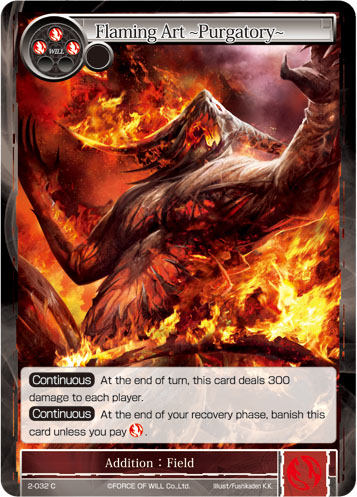 Flaming Art ~Purgatory~
WILL
Continuous At the end of turn, this card deals 300
damage to each player.
Continuous At the end of your recovery phase, banish this
card unless you pay .
Addition : Field
2-032 C ©FORCE OF WILL Co.,Ltd. Illust/Fushikaden K.K.